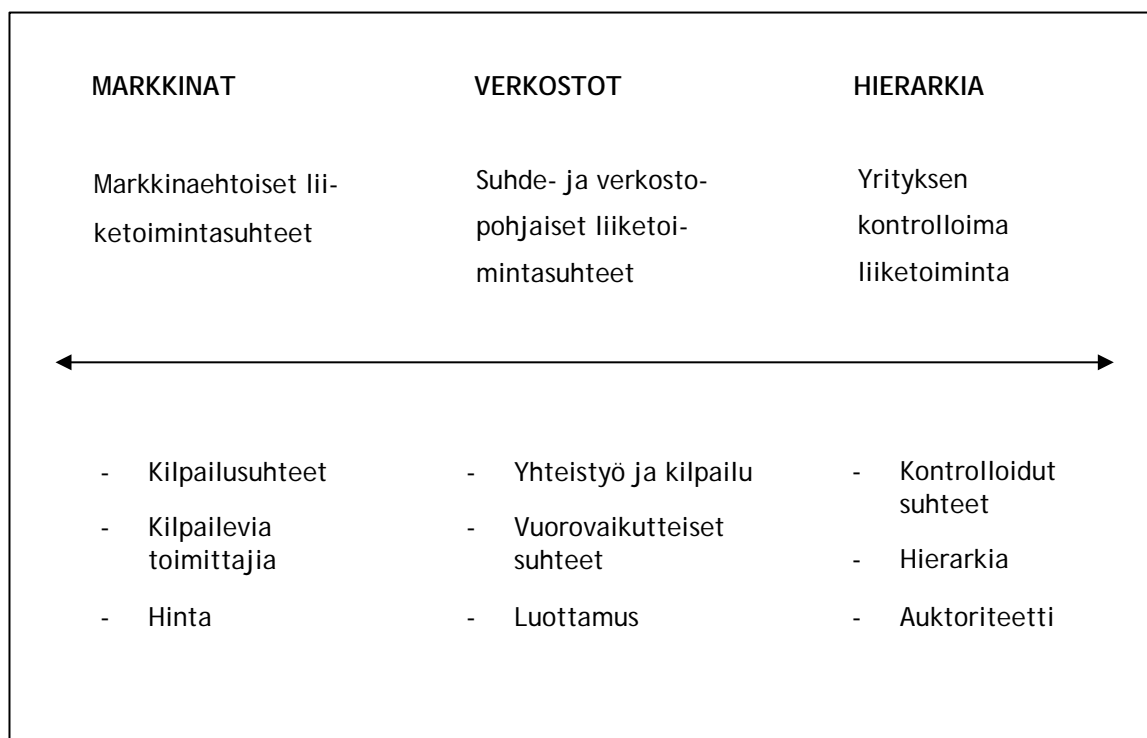 MARKKINAT
VERKOSTOT
HIERARKIA
Markkinaehtoiset lii-
ketoimintasuhteet
Suhde- ja verkosto-
pohjaiset liiketoi-
mintasuhteet
Yrityksen
kontrolloima
liiketoiminta
- Kilpailusuhteet
- Kilpailevia
toimittajia
- Hinta
- Yhteistyö ja kilpailu
- Vuorovaikutteiset
suhteet
- Luottamus
- Kontrolloidut
suhteet
- Hierarkia
- Auktoriteetti